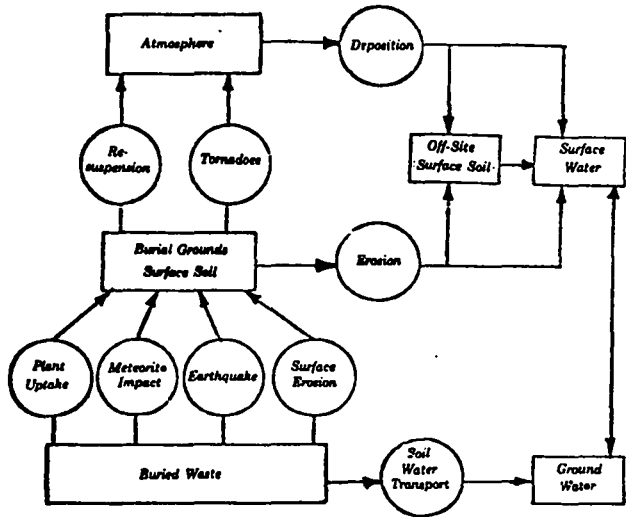 Atmosphere
Deposition
Re-
suspension
Tornadoes
Off-Site
Surface Soil
Surface
Water
Burial Grounds
Surface Soil
Erosion
Plant
Uptake
Meteorite
Impact
Earthquake
Surface
Erosion
Buried Waste
Soil
Water
Transport
Ground
Water